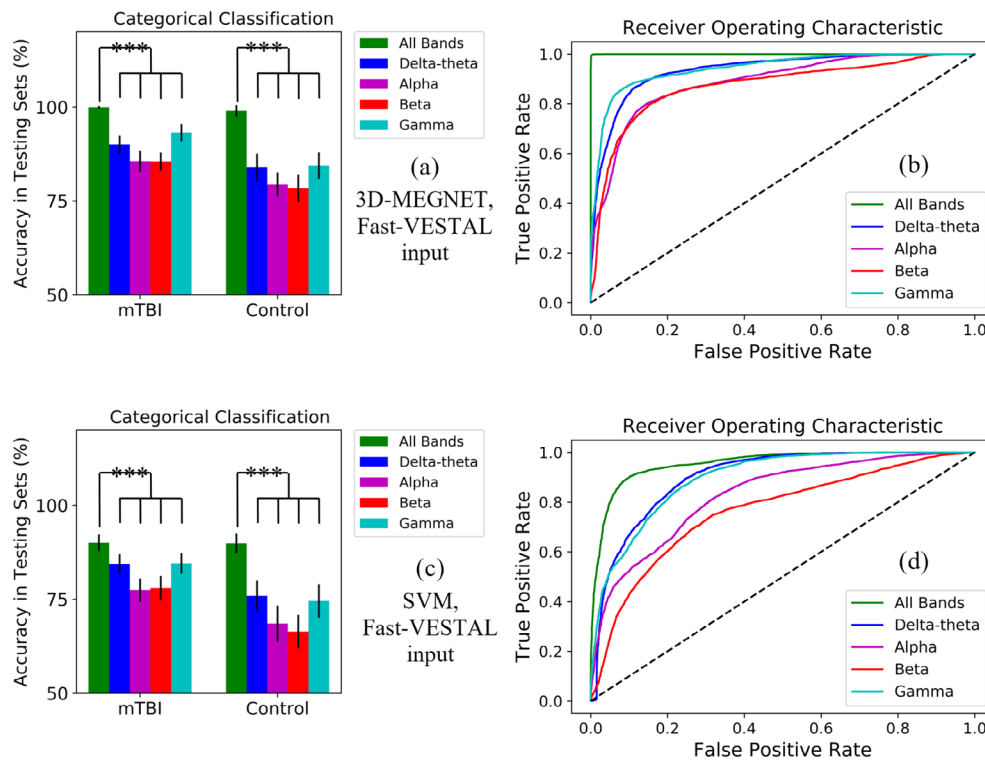 Categorical Classification
***
***
Accuracy in Testing Sets (%)
100
75
50
mTBI
Control
All Bands
Delta-theta
Alpha
Beta
Gamma
(a)
3D-MEGNET,
Fast-VESTAL
input
Receiver Operating Characteristic
True Positive Rate
1.0
0.8
0.6
0.4
0.2
0.0
0.0
0.2
0.4
0.6
0.8
1.0
False Positive Rate
(b)
All Bands
Delta-theta
Alpha
Beta
Gamma
Categorical Classification
***
***
Accuracy in Testing Sets (%)
100
75
50
mTBI
Control
All Bands
Delta-theta
Alpha
Beta
Gamma
(c)
SVM,
Fast-VESTAL
input
Receiver Operating Characteristic
True Positive Rate
1.0
0.8
0.6
0.4
0.2
0.0
0.0
0.2
0.4
0.6
0.8
1.0
False Positive Rate
(d)
All Bands
Delta-theta
Alpha
Beta
Gamma